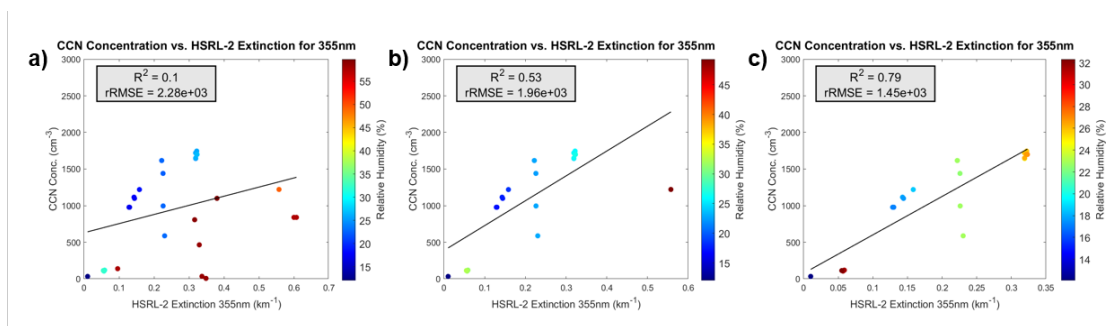 a)
CCN Concentration vs. HSRL-2 Extinction for 355nm
R² = 0.1
rRMSE = 2.28e+03
3000
2500
2000
1500
1000
500
0
CCN Conc. (cm⁻³)
0 0.1 0.2 0.3 0.4 0.5 0.6 0.7
HSRL-2 Extinction 355nm (km⁻¹)
55
50
45
40
35
30
25
20
15
Relative Humidity (%)
b)
CCN Concentration vs. HSRL-2 Extinction for 355nm
R² = 0.53
rRMSE = 1.96e+03
3000
2500
2000
1500
1000
500
0
CCN Conc. (cm⁻³)
0 0.1 0.2 0.3 0.4 0.5 0.6
HSRL-2 Extinction 355nm (km⁻¹)
45
40
35
30
25
20
15
Relative Humidity (%)
c)
CCN Concentration vs. HSRL-2 Extinction for 355nm
R² = 0.79
rRMSE = 1.45e+03
3000
2500
2000
1500
1000
500
0
CCN Conc. (cm⁻³)
0 0.05 0.1 0.15 0.2 0.25 0.3 0.35
HSRL-2 Extinction 355nm (km⁻¹)
32
30
28
26
24
22
20
18
16
14
Relative Humidity (%)